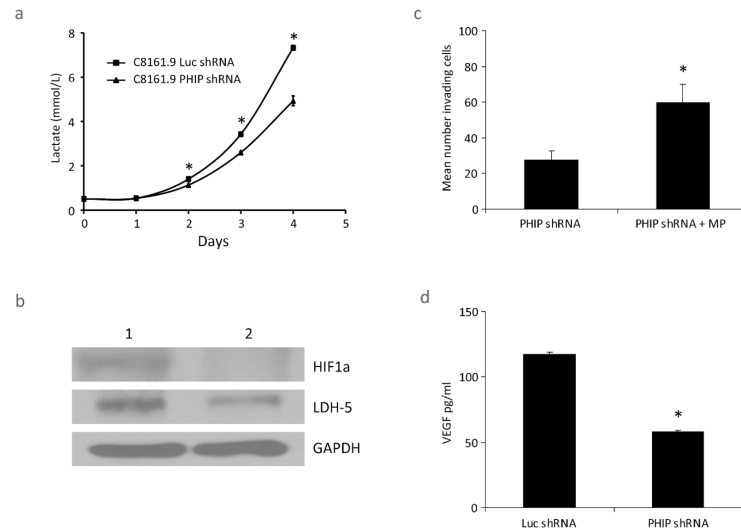 a
*
*
*
8
6
4
2
0
Lactate (mmol/L)
C8161.9 Luc shRNA
C8161.9 PHIP shRNA
0 1 2 3 4 5
Days
b
1 2
HIF1a
LDH-5
GAPDH
c
100
80
60
40
20
0
Mean number invading cells
*
PHIP shRNA PHIP shRNA + MP
d
150
100
50
0
VEGF pg/ml
*
Luc shRNA PHIP shRNA